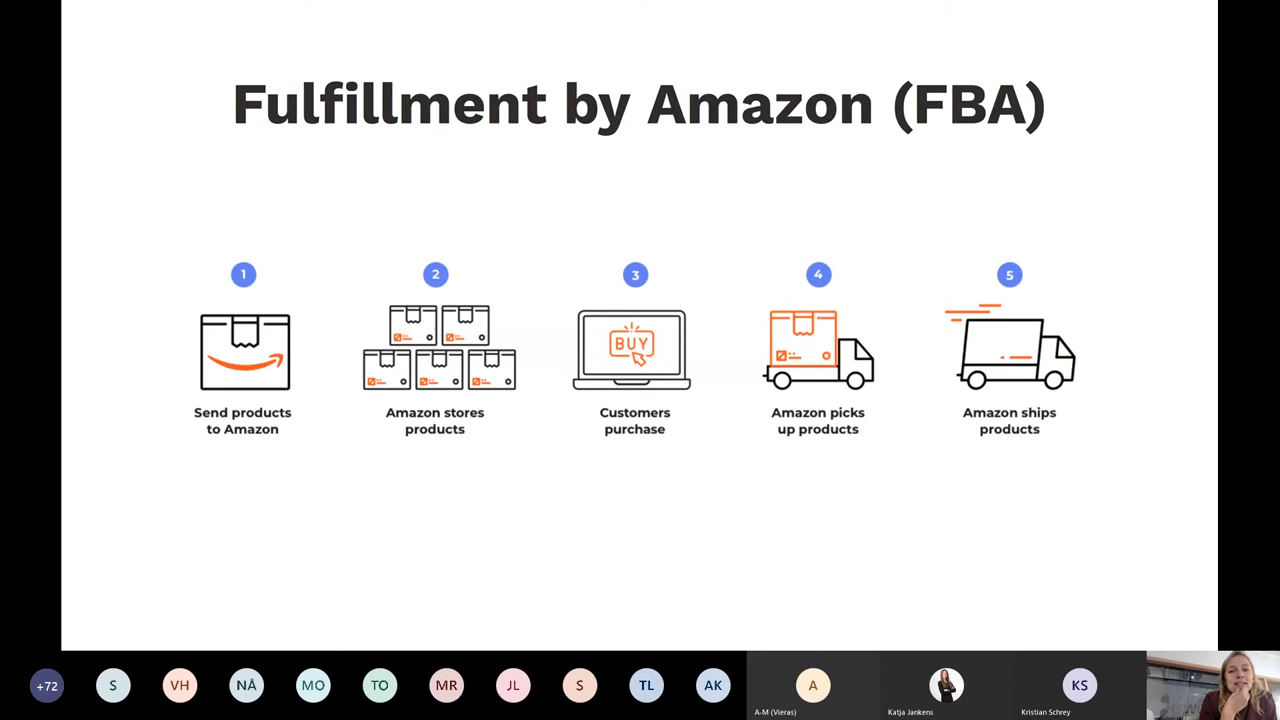 Fulfillment by Amazon (FBA)
1
2
3
4
5
BUY
Send products
to Amazon
Amazon stores
products
Customers
purchase
Amazon picks
up products
Amazon ships
products
+72
S
VH
NÅ
MO
TO
MR
JL
S
TL
AK
A
KS
A-M (Vieras)
Katja Jankens
Kristian Schrey